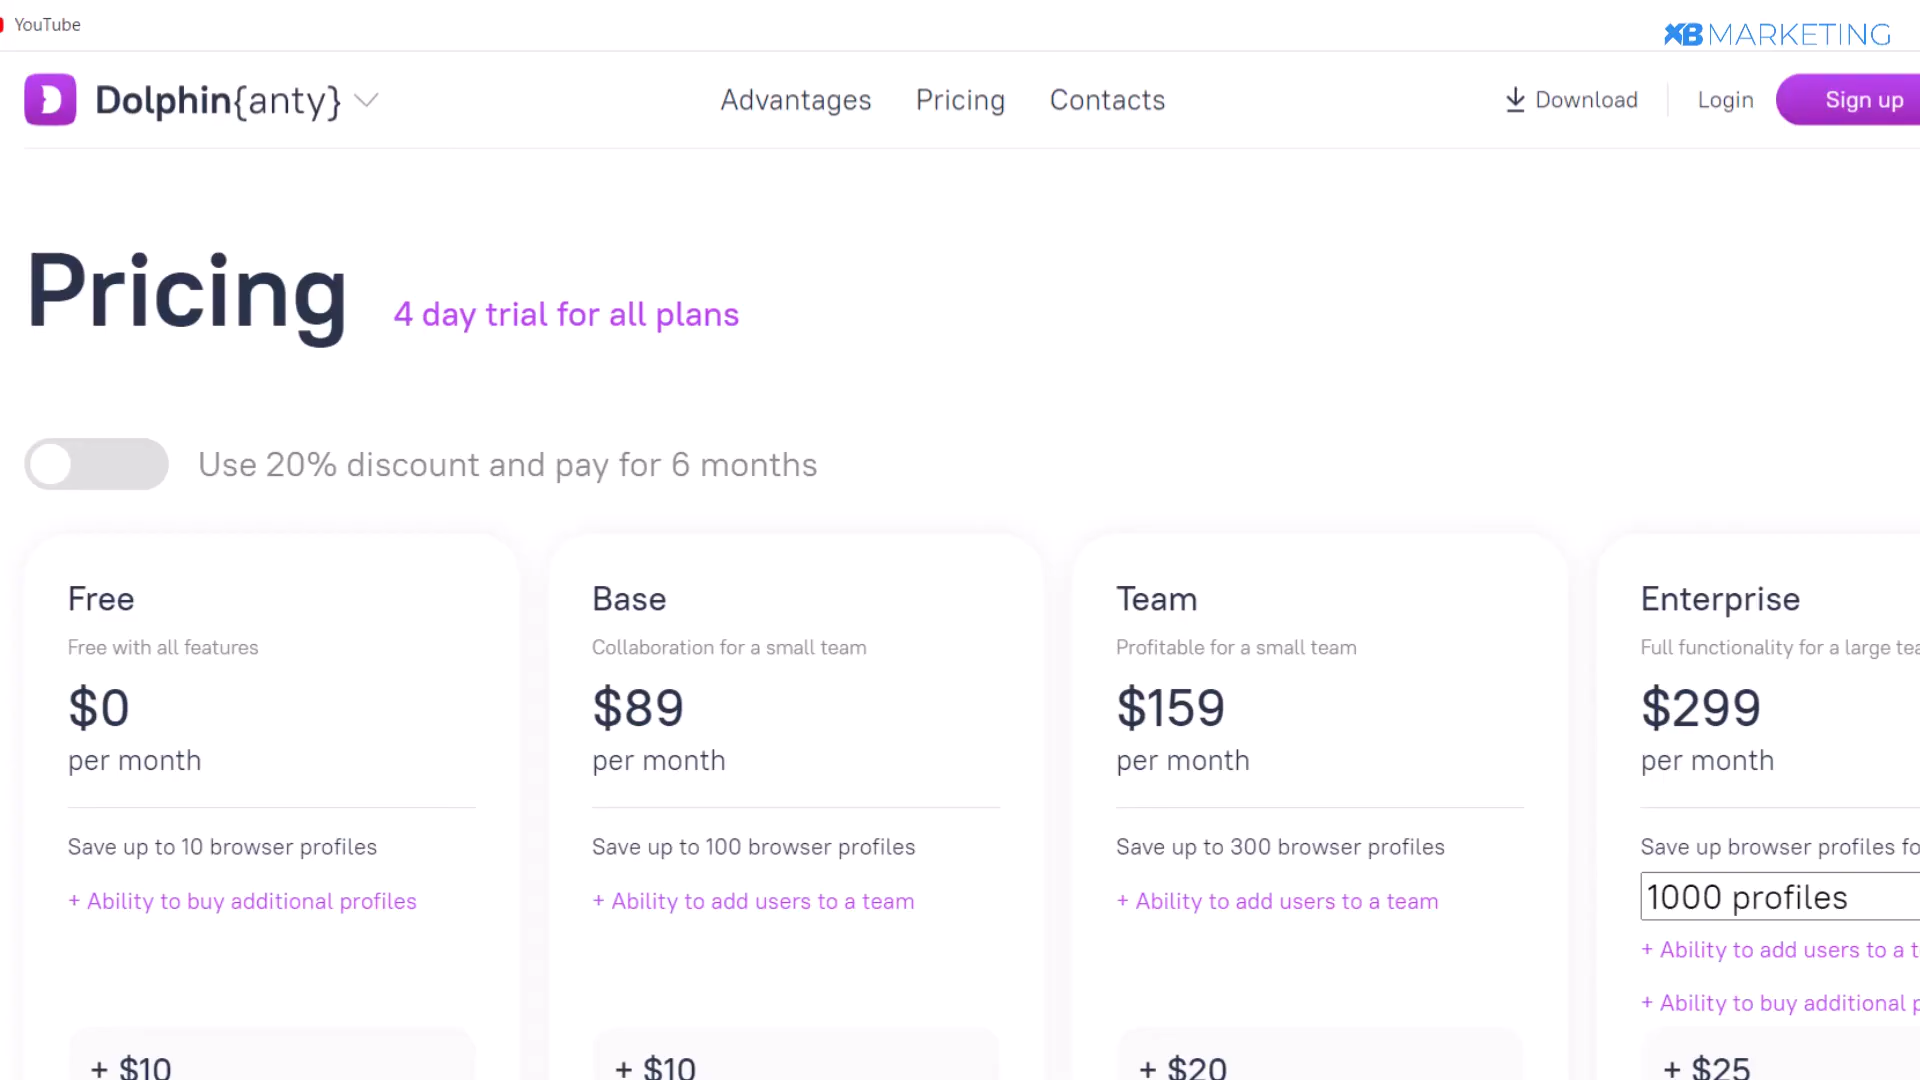 YouTube
XB MARKETING
Dolphin{anty}
Advantages
Pricing
Contacts
Download
Login
Sign up
Pricing
4 day trial for all plans
Use 20% discount and pay for 6 months
Free
Free with all features
$0
per month
Save up to 10 browser profiles
+ Ability to buy additional profiles
+ $10
Base
Collaboration for a small team
$89
per month
Save up to 100 browser profiles
+ Ability to add users to a team
+ $10
Team
Profitable for a small team
$159
per month
Save up to 300 browser profiles
+ Ability to add users to a team
+ $20
Enterprise
Full functionality for a large
$299
per month
Save up browser profiles
1000 profiles
+ Ability to add users to a
+ Ability to buy additional
+ $25